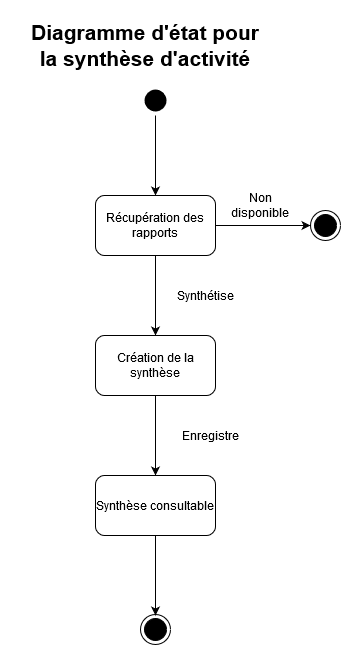 Diagramme d'état pour
la synthèse d'activité
Récupération des
rapports
Non
disponible
Synthétise
Création de la
synthèse
Enregistre
Synthèse consultable